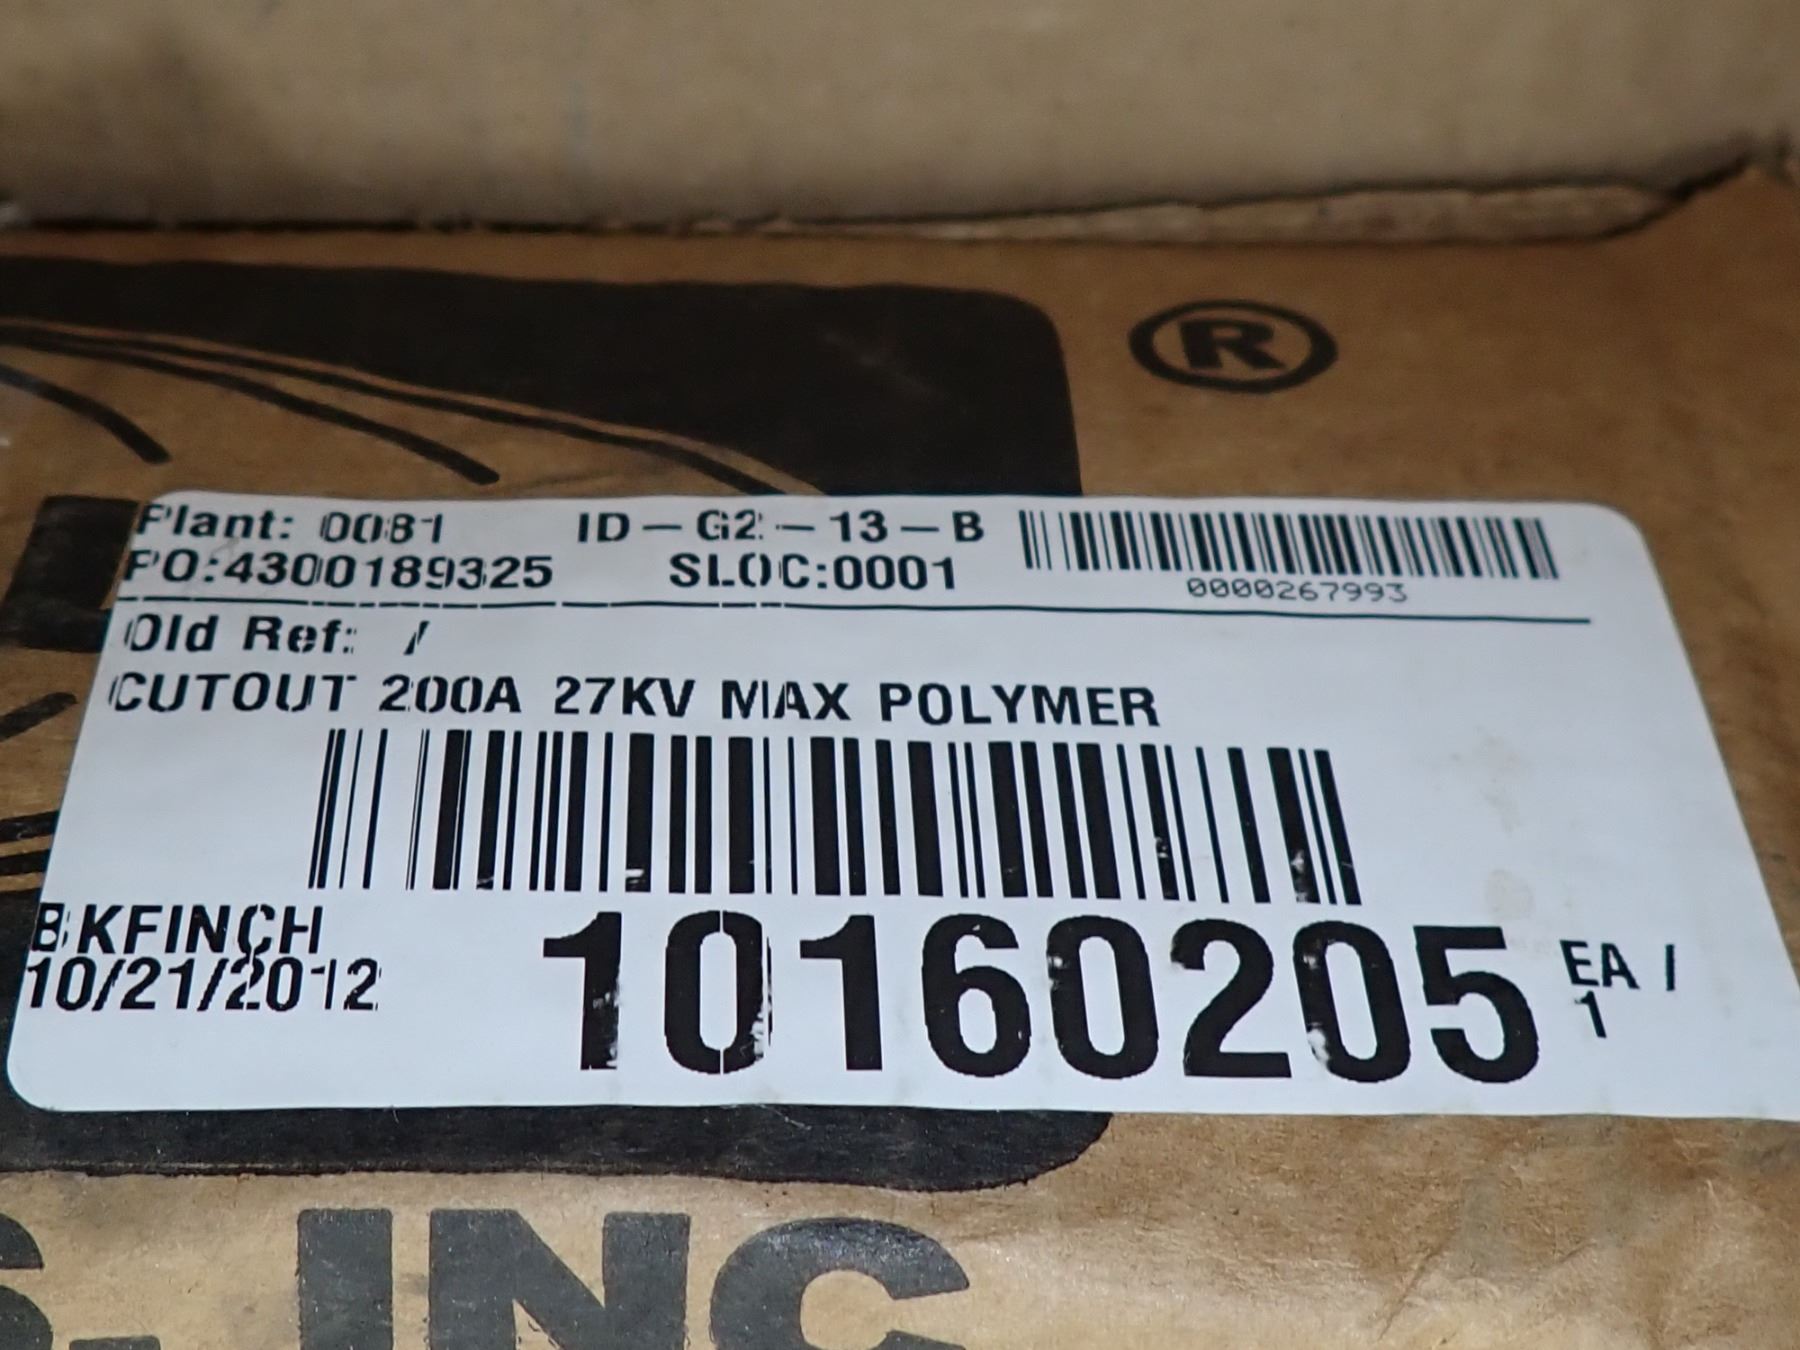 ®
Plant: 0081 ID-G2-13-B
PO:4300189325 SLOC:0001
0000267993
Old Ref: /
CUTOUT 200A 27KV MAX POLYMER
BKFINCH
10/21/2012
10160205
EA /
1
S, INC